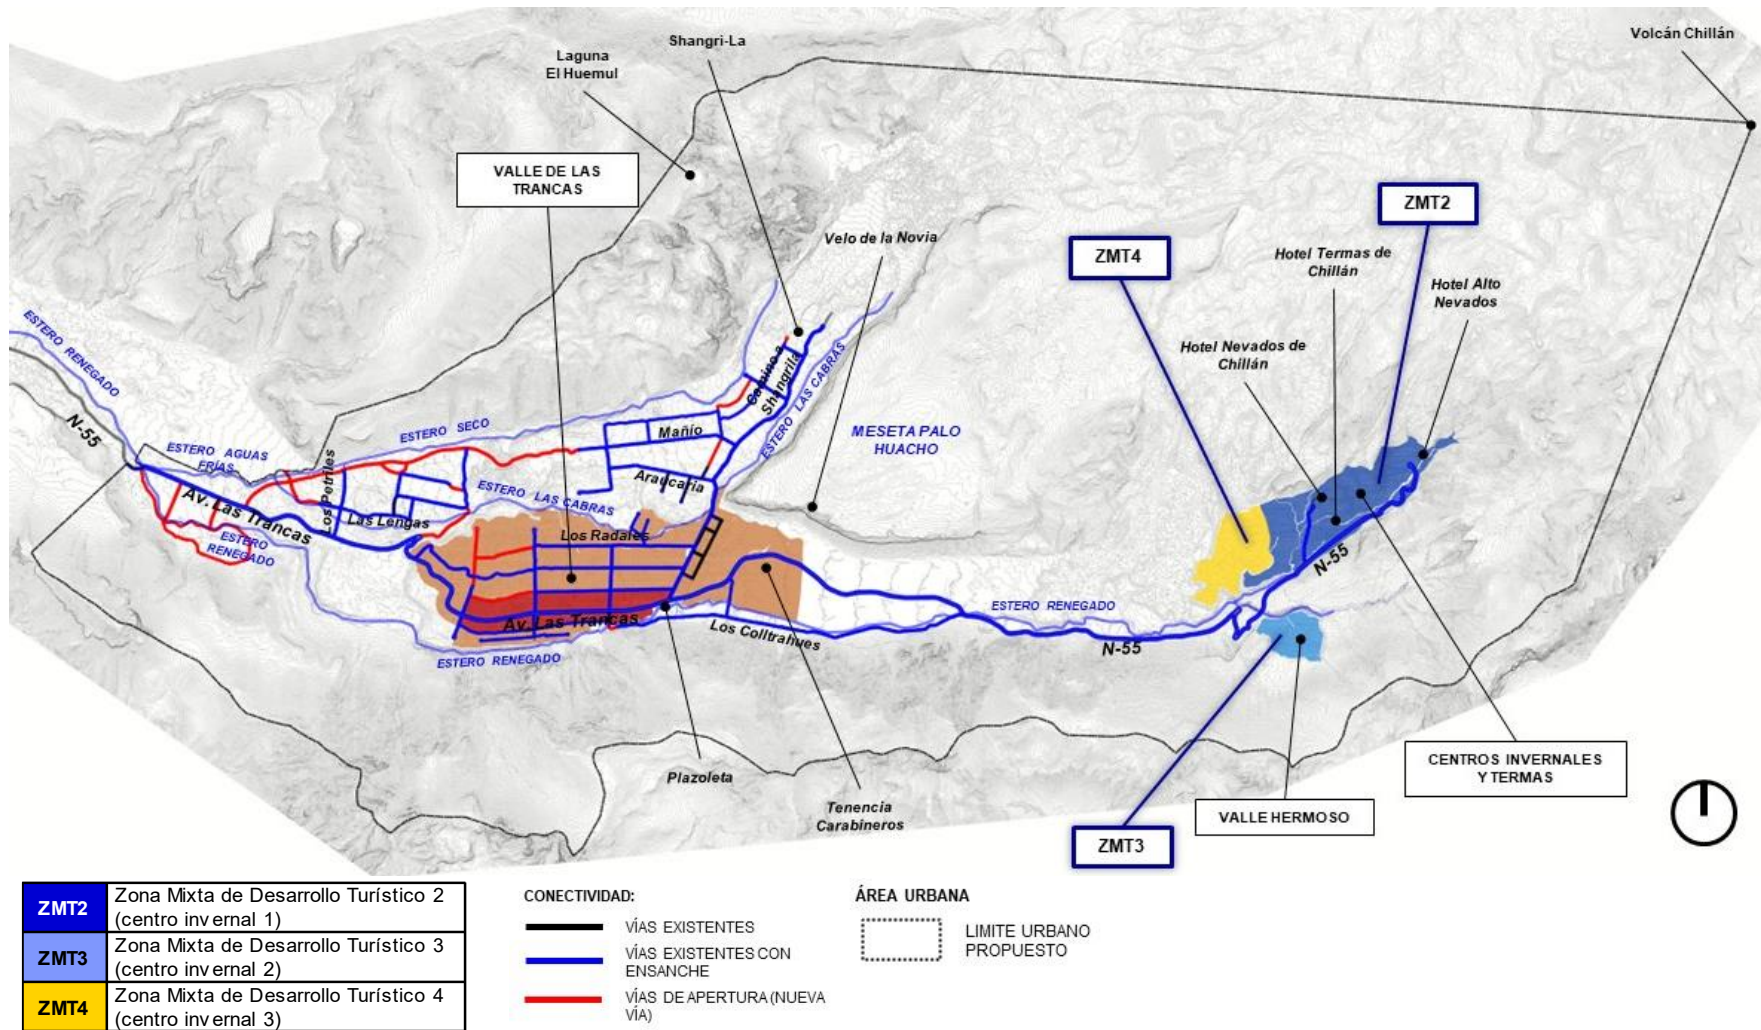 Shangri-La
Volcán Chillán
Laguna
El Huemul
VALLE DE LAS
TRANCAS
ZMT2
Velo de la Novia
ZMT4
Hotel Termas de
Chillán
Hotel Alto
Nevados
Hotel Nevados de
Chillán
ESTERO RENEGADO
N-55
Camino a
Shangrila
ESTERO LAS CABRAS
ESTERO SECO
Mañío
MESETA PALO
HUACHO
ESTERO AGUAS
FRÍAS
Los Petriles
Araucaria
ESTERO LAS CABRAS
Av. Las Trancas
Las Lengas
Los Radales
ESTERO
RENEGADO
N-55
ESTERO RENEGADO
Av. Las Trancas
Los Colltrahues
N-55
ESTERO RENEGADO
Plazoleta
Tenencia
Carabineros
CENTROS INVERNALES
Y TERMAS
VALLE HERMOSO
ZMT3
ZMT2
Zona Mixta de Desarrollo Turístico 2
(centro invernal 1)
ZMT3
Zona Mixta de Desarrollo Turístico 3
(centro invernal 2)
ZMT4
Zona Mixta de Desarrollo Turístico 4
(centro invernal 3)
CONECTIVIDAD:
VÍAS EXISTENTES
VÍAS EXISTENTES CON
ENSANCHE
VÍAS DE APERTURA (NUEVA
VÍA)
ÁREA URBANA
LIMITE URBANO
PROPUESTO